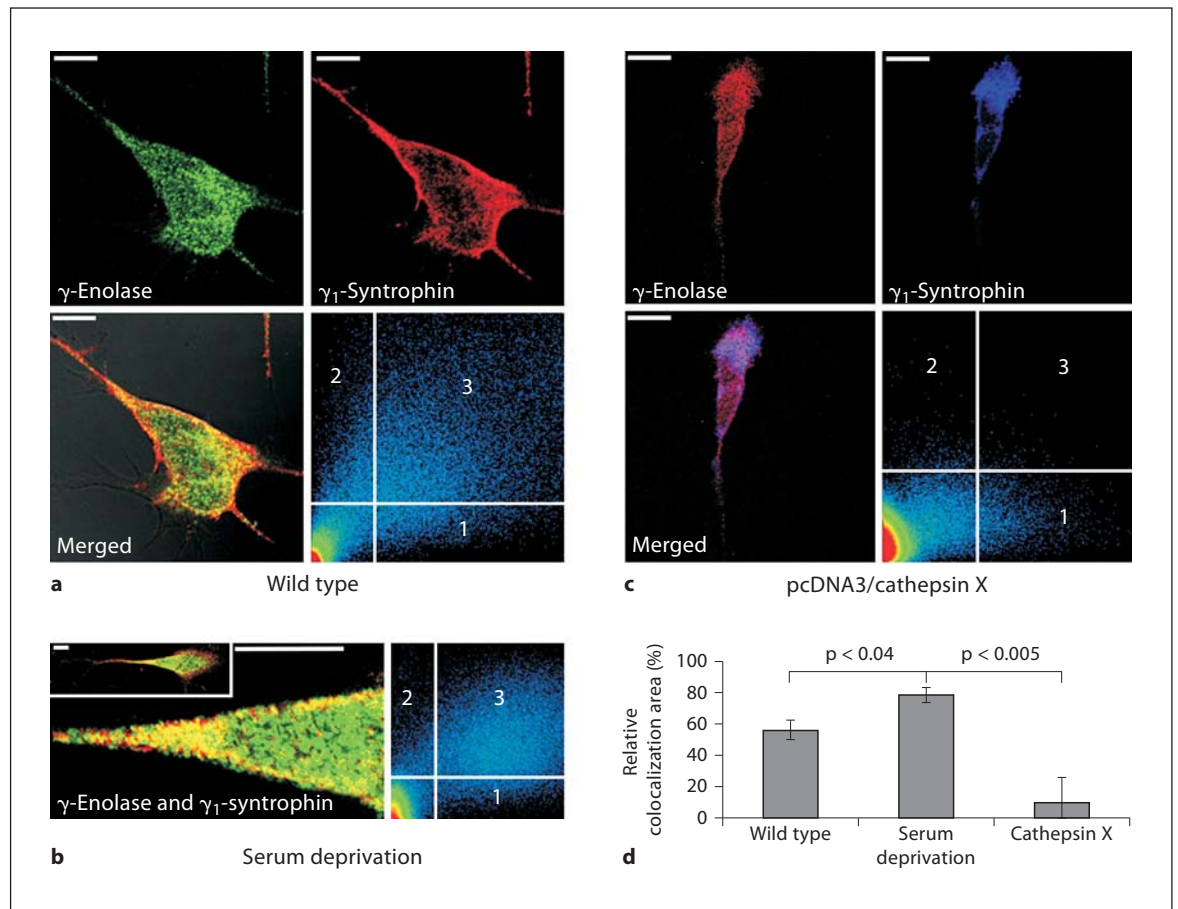 γ-Enolase
γ₁-Syntrophin
Merged
2
3
1
a
Wild type
γ-Enolase
γ₁-Syntrophin
Merged
2
3
1
c
pcDNA3/cathepsin X
γ-Enolase and γ₁-syntrophin
2
3
1
b
Serum deprivation
Relative
colocalization area (%)
100
80
60
40
20
0
p < 0.04
p < 0.005
Wild type
Serum
deprivation
Cathepsin X
d